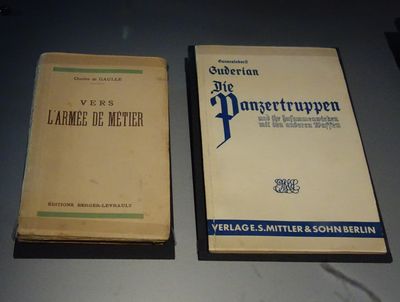 Charles de GAULLE
VERS
L'ARMÉE DE MÉTIER
ÉDITIONS BERGER-LEVRAULT
Guderian
Die
Panzertruppen
und ihr Zusammenwirken
mit den anderen Waffen
VERLAG E.S. MITTLER & SOHN BERLIN